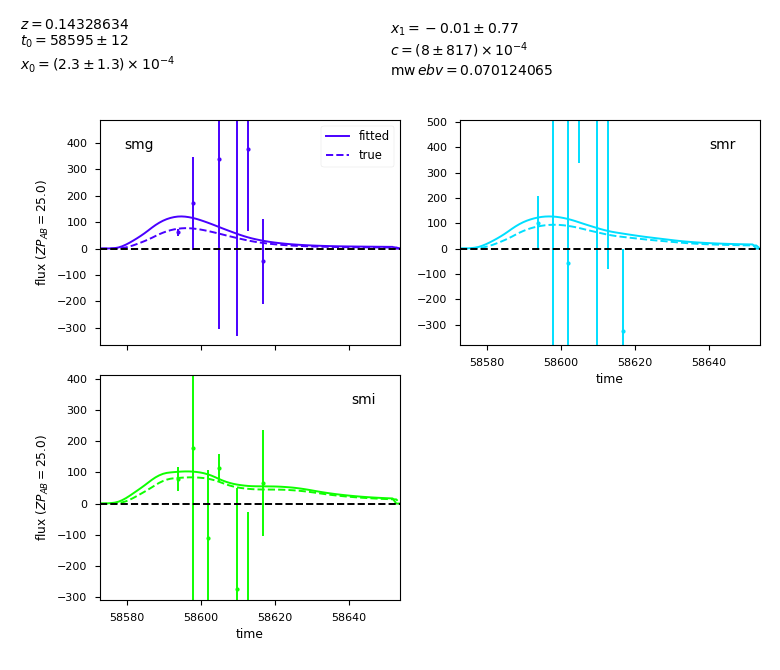 z = 0.14328634
t₀ = 58595 ± 12
x₀ = (2.3 ± 1.3) × 10⁻⁴
x₁ = −0.01 ± 0.77
c = (8 ± 817) × 10⁻⁴
mw ebv = 0.070124065
smg
fitted
true
400
300
200
100
0
−100
−200
−300
flux (ZP_AB = 25.0)
smr
500
400
300
200
100
0
−100
−200
−300
58580 58600 58620 58640
time
smi
400
300
200
100
0
−100
−200
−300
flux (ZP_AB = 25.0)
58580 58600 58620 58640
time